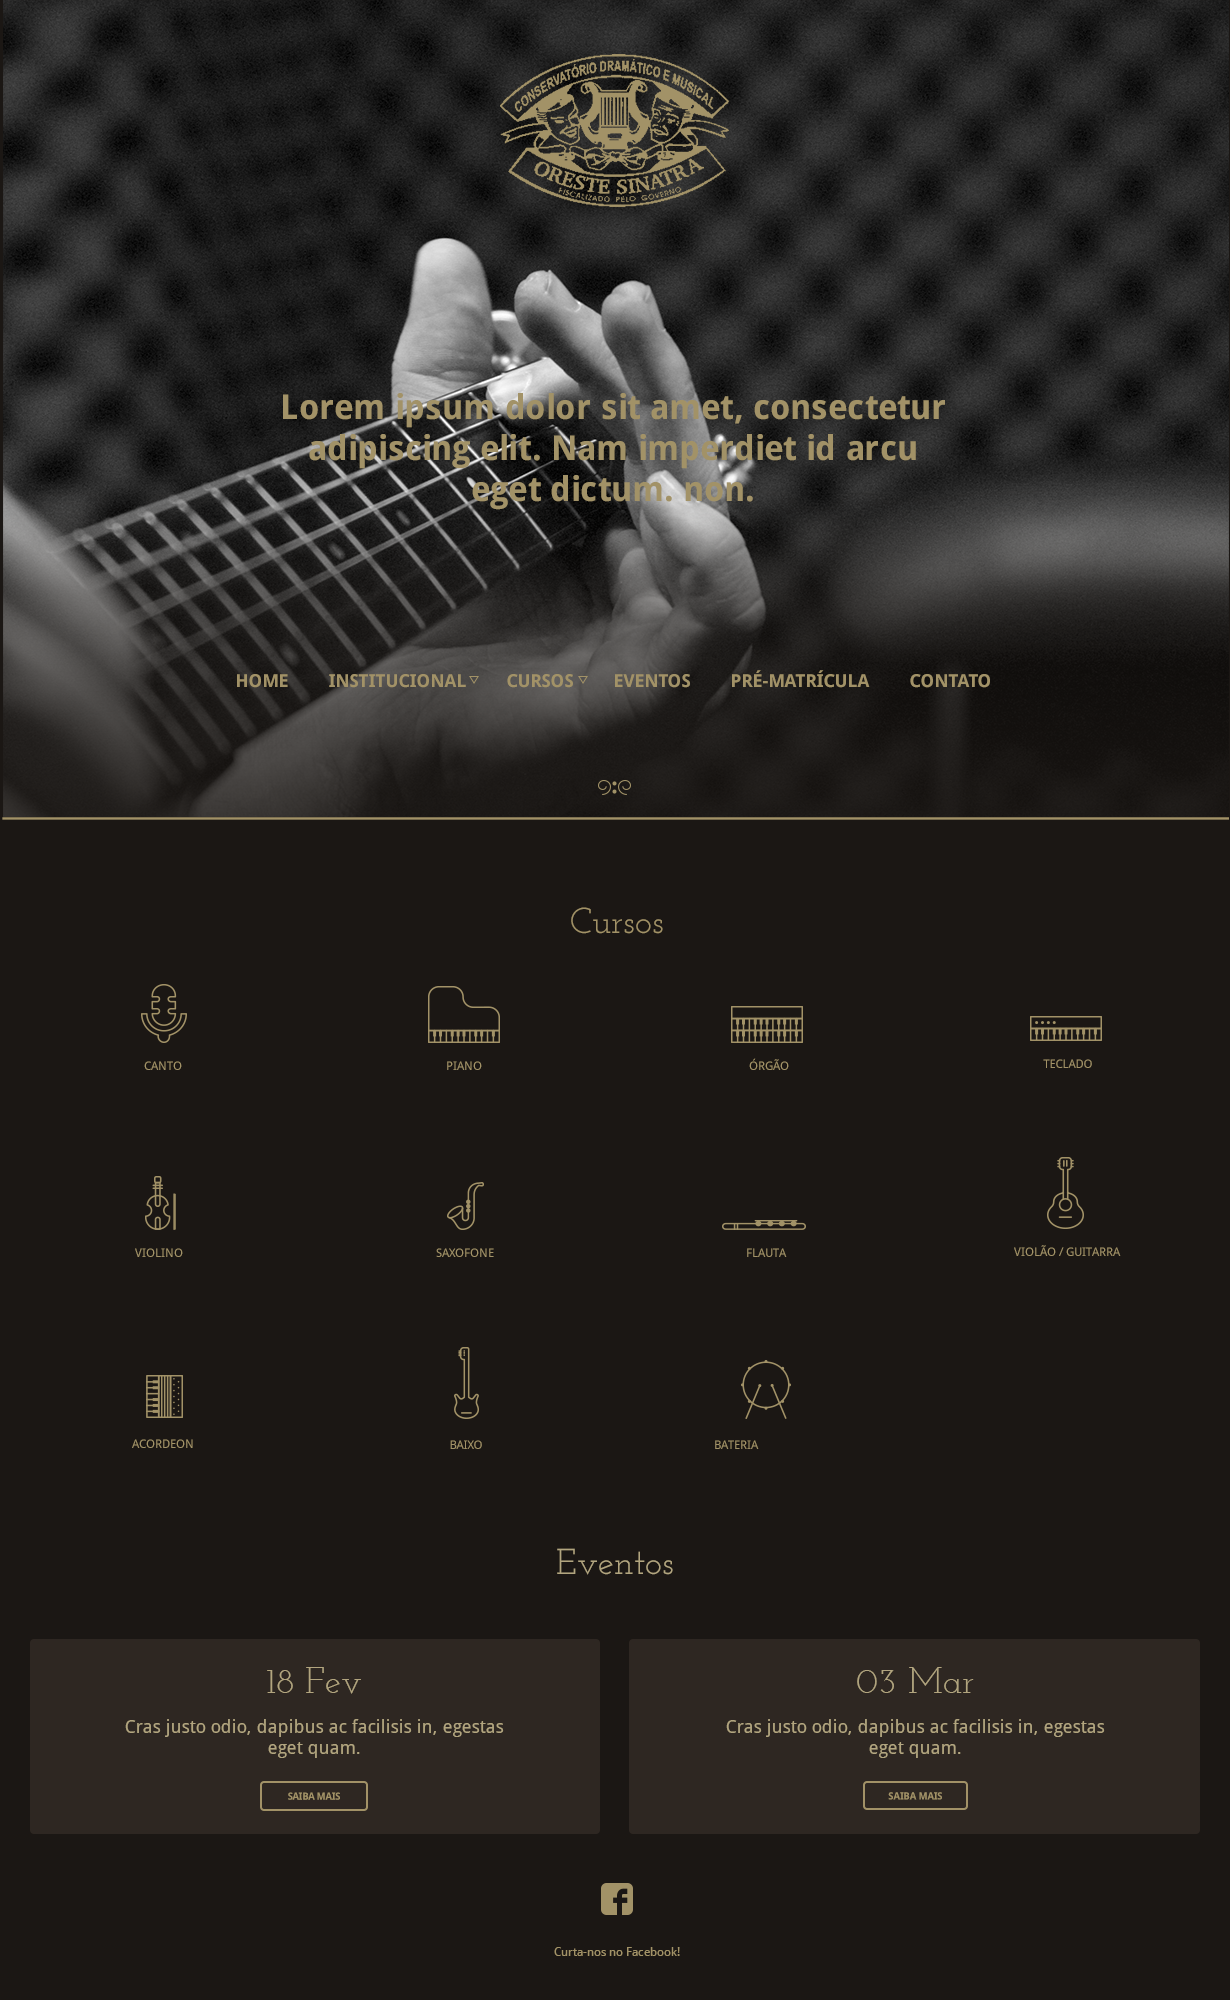 CONSERVATÓRIO DRAMÁTICO E MUSICAL
ORESTE SINATRA
FISCALIZADO PELO GOVERNO
Lorem ipsum dolor sit amet, consectetur
adipiscing elit. Nam imperdiet id arcu
eget dictum. non.
HOME INSTITUCIONAL CURSOS EVENTOS PRÉ-MATRÍCULA CONTATO
Cursos
CANTO PIANO ÓRGÃO TECLADO
VIOLINO SAXOFONE FLAUTA VIOLÃO / GUITARRA
ACORDEON BAIXO BATERIA
Eventos
18 Fev
Cras justo odio, dapibus ac facilisis in, egestas
eget quam.
SAIBA MAIS
03 Mar
Cras justo odio, dapibus ac facilisis in, egestas
eget quam.
SAIBA MAIS
Curta-nos no Facebook!